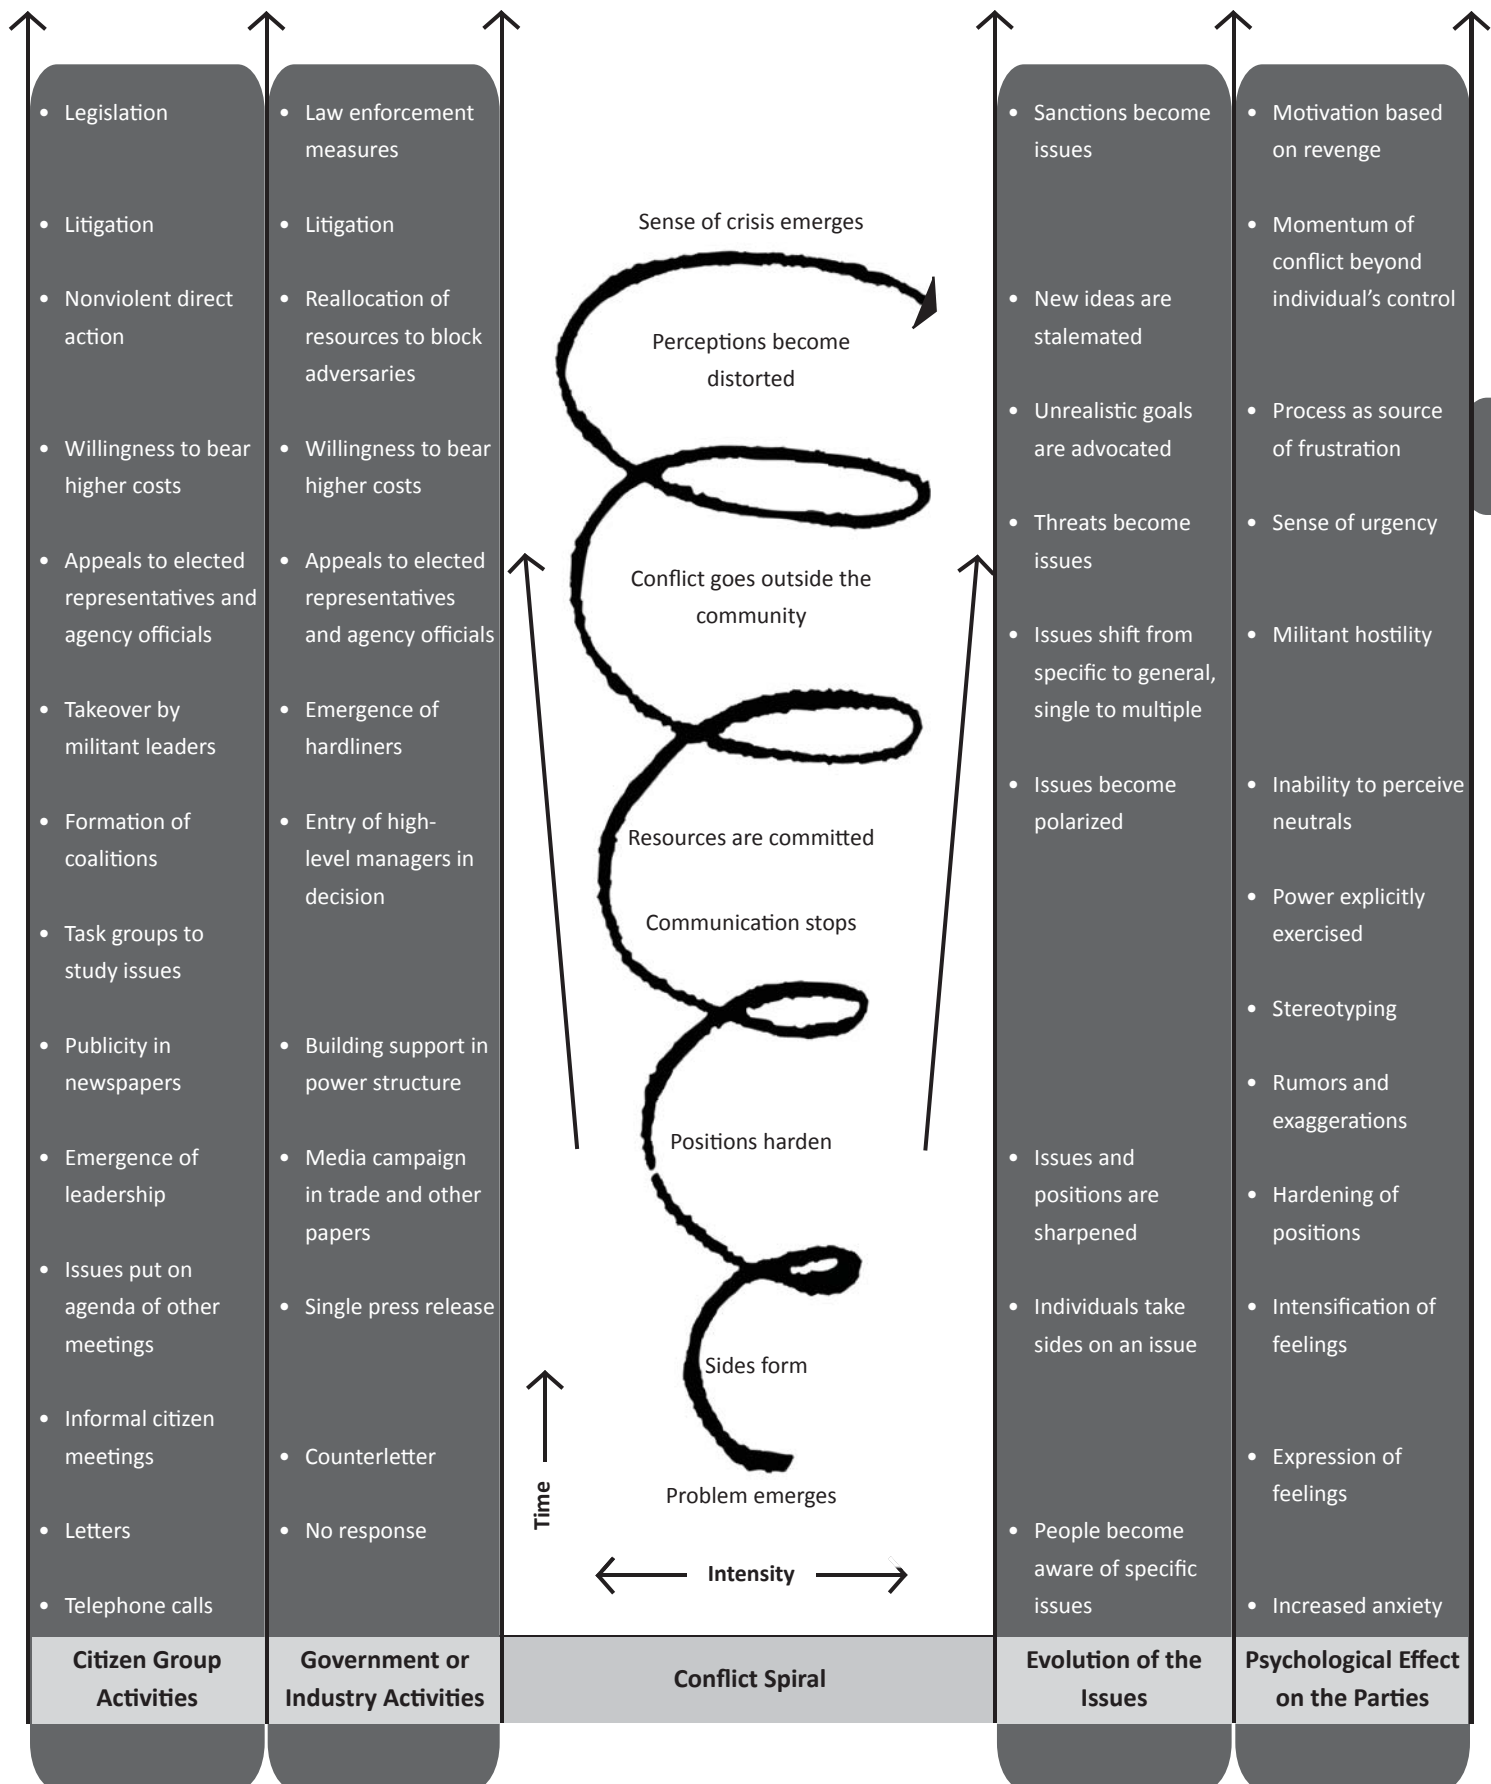 • Legislation
• Litigation
• Nonviolent direct
action
• Willingness to bear
higher costs
• Appeals to elected
representatives and
agency officials
• Takeover by
militant leaders
• Formation of
coalitions
• Task groups to
study issues
• Publicity in
newspapers
• Emergence of
leadership
• Issues put on
agenda of other
meetings
• Informal citizen
meetings
• Letters
• Telephone calls
Citizen Group
Activities
• Law enforcement
measures
• Litigation
• Reallocation of
resources to block
adversaries
• Willingness to bear
higher costs
• Appeals to elected
representatives
and agency officials
• Emergence of
hardliners
• Entry of high-
level managers in
decision
• Building support in
power structure
• Media campaign
in trade and other
papers
• Single press release
• Counterletter
• No response
Government or
Industry Activities
Sense of crisis emerges
Perceptions become
distorted
Conflict goes outside the
community
Resources are committed
Communication stops
Positions harden
Sides form
Problem emerges
Time
Intensity
Conflict Spiral
• Sanctions become
issues
• New ideas are
stalemated
• Unrealistic goals
are advocated
• Threats become
issues
• Issues shift from
specific to general,
single to multiple
• Issues become
polarized
• Issues and
positions are
sharpened
• Individuals take
sides on an issue
• People become
aware of specific
issues
Evolution of the
Issues
• Motivation based
on revenge
• Momentum of
conflict beyond
individual’s control
• Process as source
of frustration
• Sense of urgency
• Militant hostility
• Inability to perceive
neutrals
• Power explicitly
exercised
• Stereotyping
• Rumors and
exaggerations
• Hardening of
positions
• Intensification of
feelings
• Expression of
feelings
• Increased anxiety
Psychological Effect
on the Parties